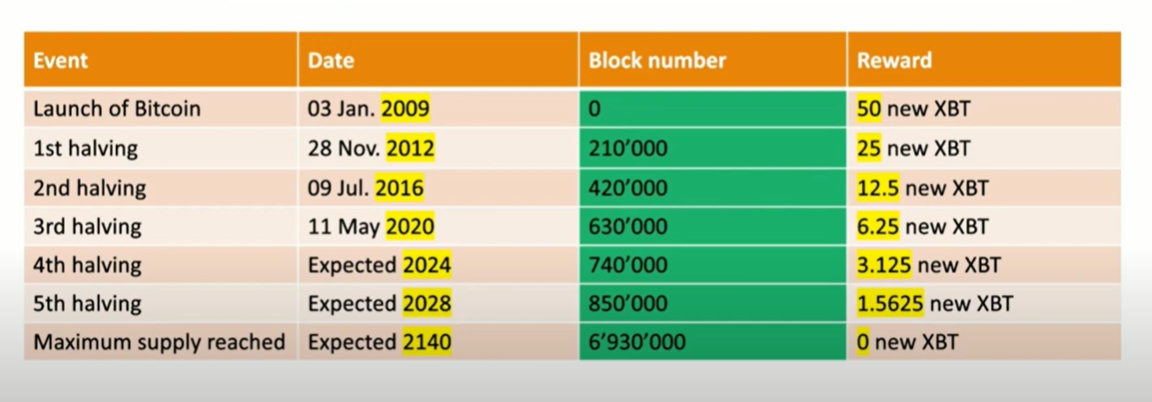 Event Date Block number Reward
Launch of Bitcoin 03 Jan. 2009 0 50 new XBT
1st halving 28 Nov. 2012 210’000 25 new XBT
2nd halving 09 Jul. 2016 420’000 12.5 new XBT
3rd halving 11 May 2020 630’000 6.25 new XBT
4th halving Expected 2024 740’000 3.125 new XBT
5th halving Expected 2028 850’000 1.5625 new XBT
Maximum supply reached Expected 2140 6’930’000 0 new XBT